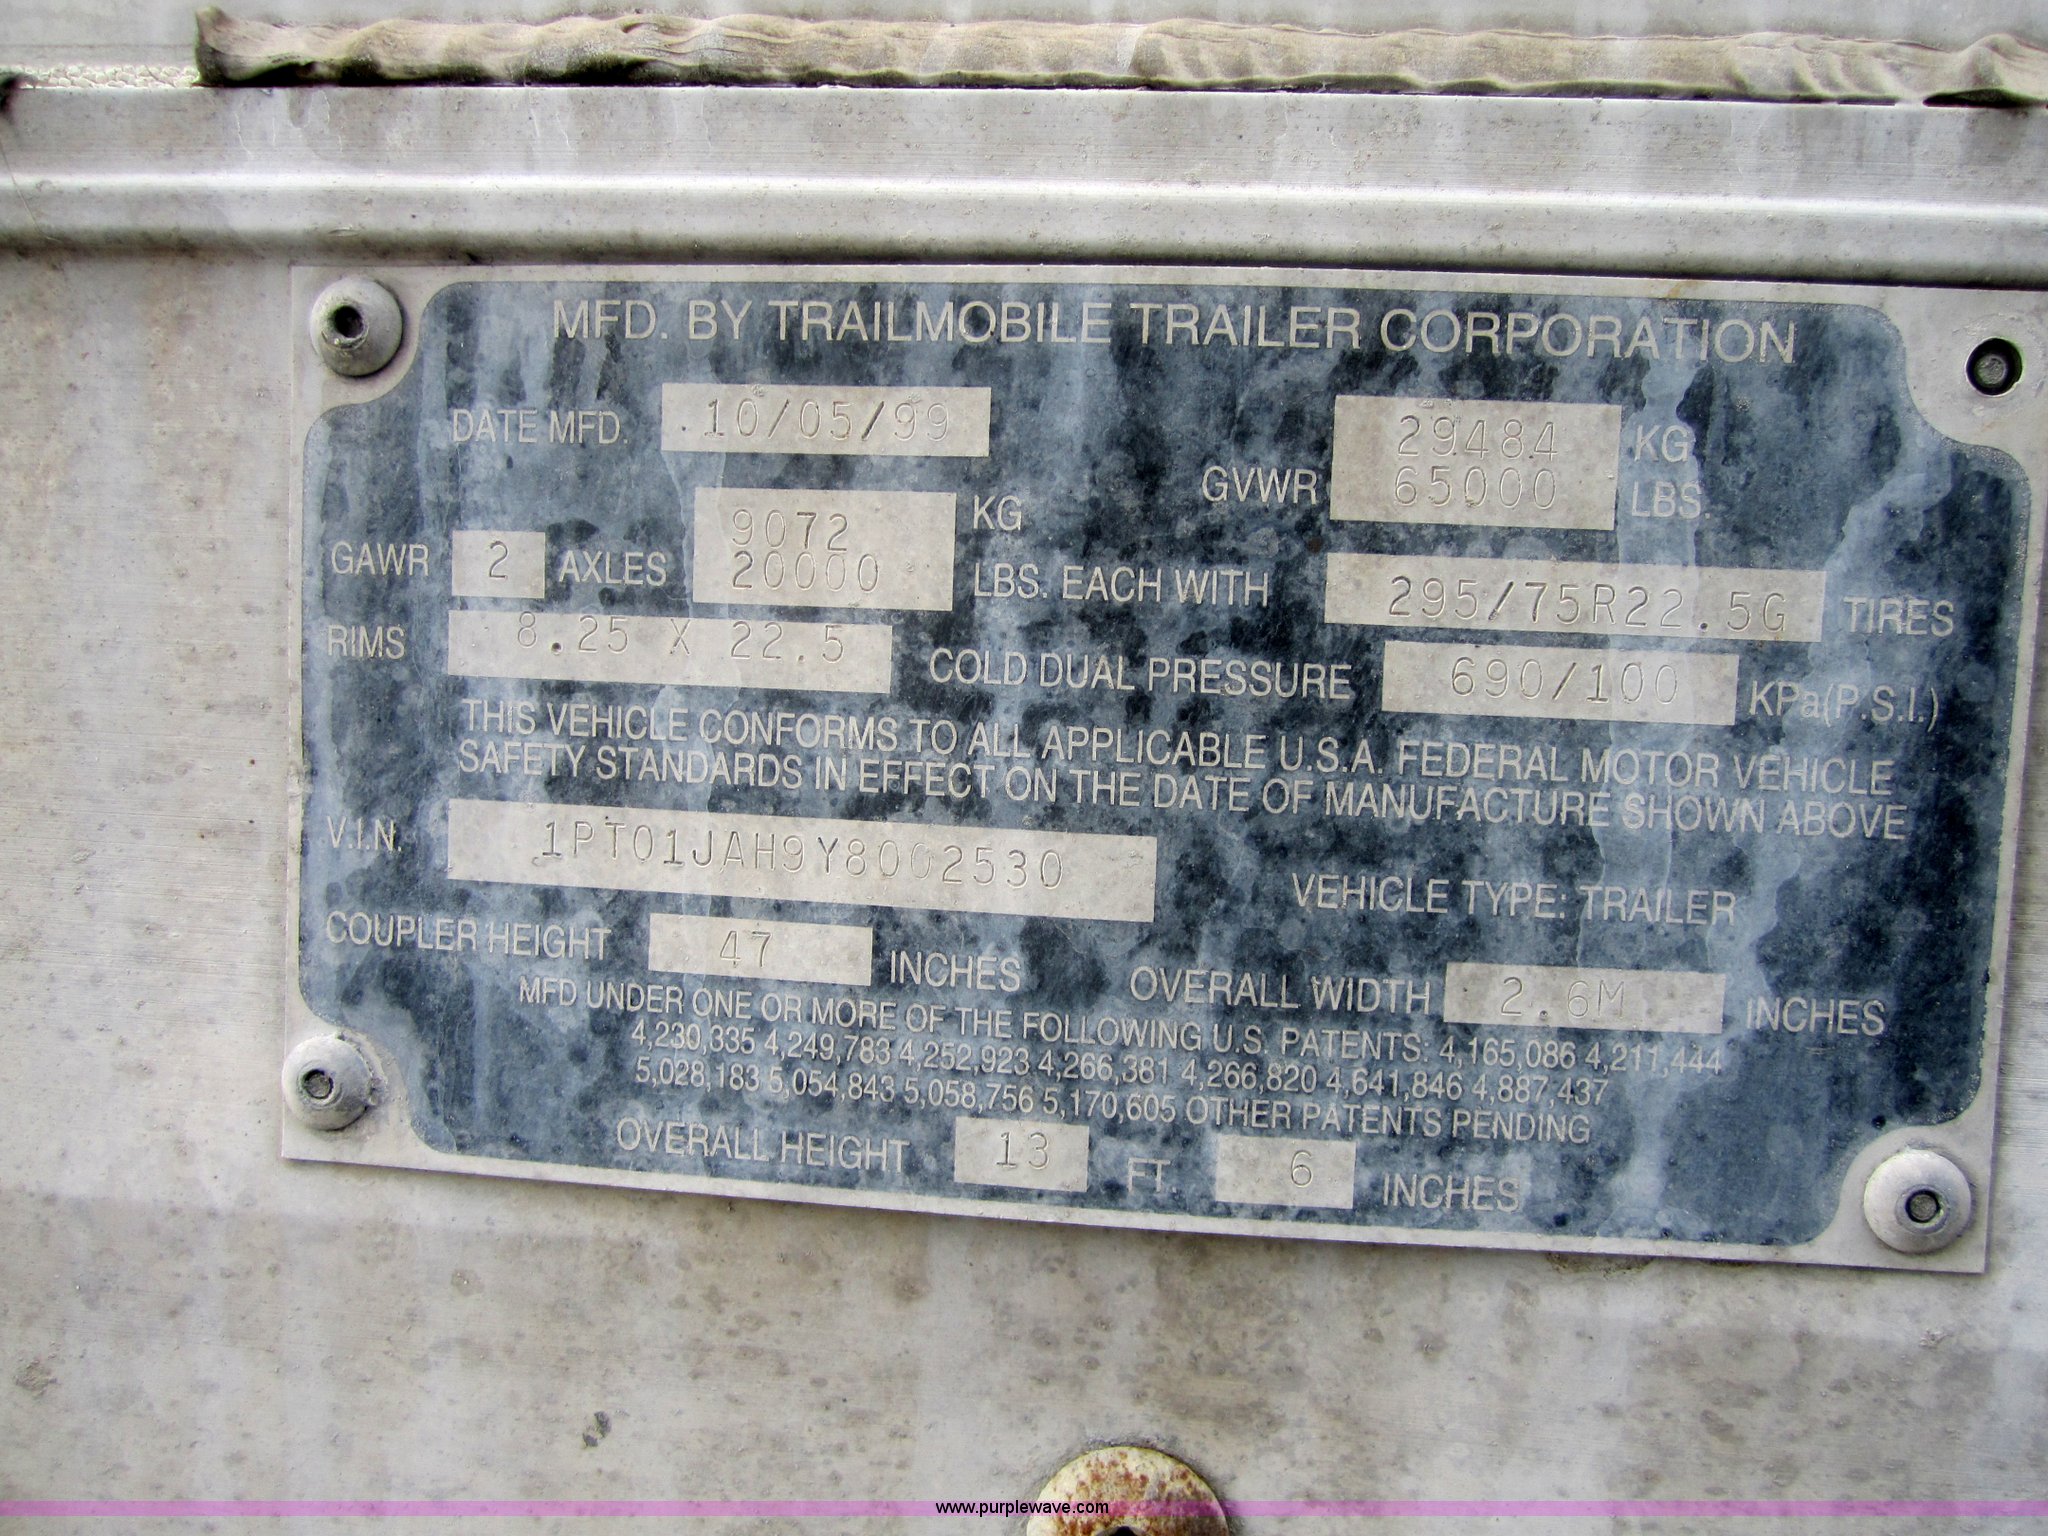 MFD. BY TRAILMOBILE TRAILER CORPORATION
DATE MFD. 10/05/99
GVWR 29484 KG
65000 LBS.
GAWR 2 AXLES 9072 KG
20000 LBS. EACH WITH 295/75R22.5G TIRES
RIMS 8.25 X 22.5 COLD DUAL PRESSURE 690/100 KPa(P.S.I.)
THIS VEHICLE CONFORMS TO ALL APPLICABLE U.S.A. FEDERAL MOTOR VEHICLE
SAFETY STANDARDS IN EFFECT ON THE DATE OF MANUFACTURE SHOWN ABOVE
V.I.N. 1PT01JAH9Y8002530
VEHICLE TYPE: TRAILER
COUPLER HEIGHT 47 INCHES OVERALL WIDTH 2.6M INCHES
MFD UNDER ONE OR MORE OF THE FOLLOWING U.S. PATENTS: 4,165,086 4,211,444
4,230,335 4,249,783 4,252,923 4,266,381 4,266,820 4,641,846 4,887,437
5,028,183 5,054,843 5,058,756 5,170,605 OTHER PATENTS PENDING
OVERALL HEIGHT 13 FT. 6 INCHES
www.purplewave.com